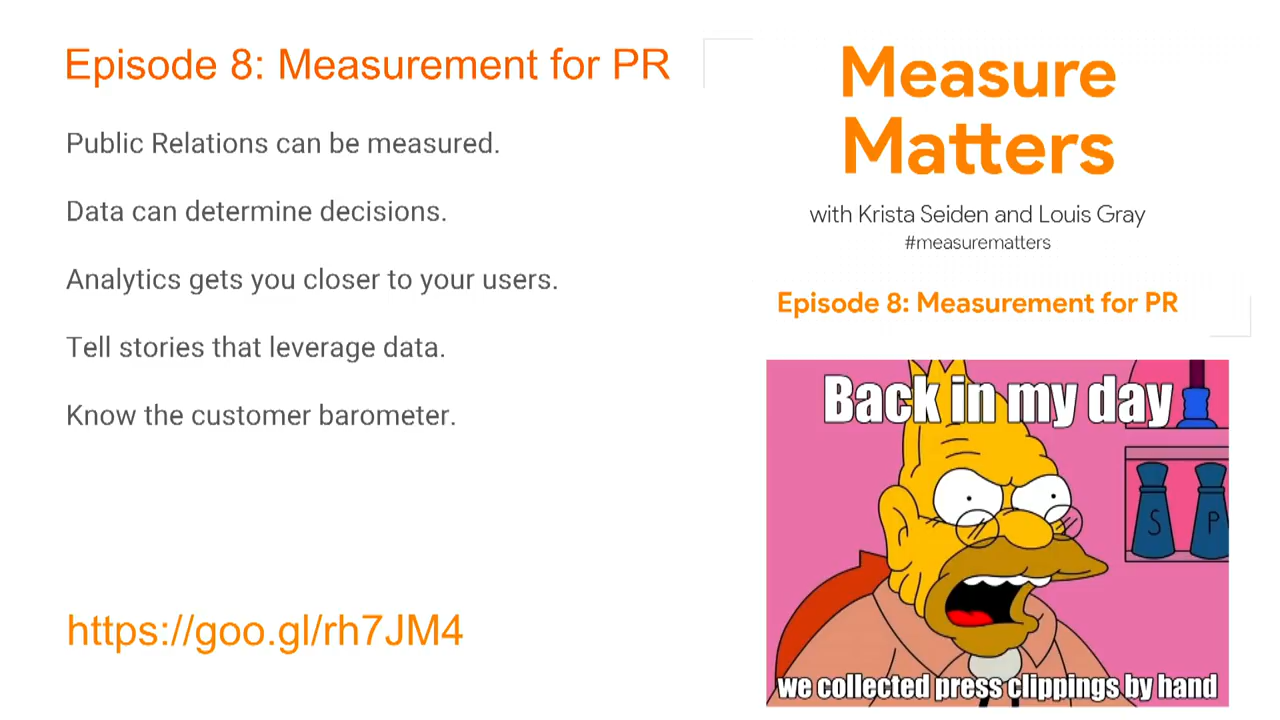 Episode 8: Measurement for PR
Public Relations can be measured.
Data can determine decisions.
Analytics gets you closer to your users.
Tell stories that leverage data.
Know the customer barometer.
https://goo.gl/rh7JM4
Measure
Matters
with Krista Seiden and Louis Gray
#measurematters
Episode 8: Measurement for PR
Back in my day
S P
we collected press clippings by hand